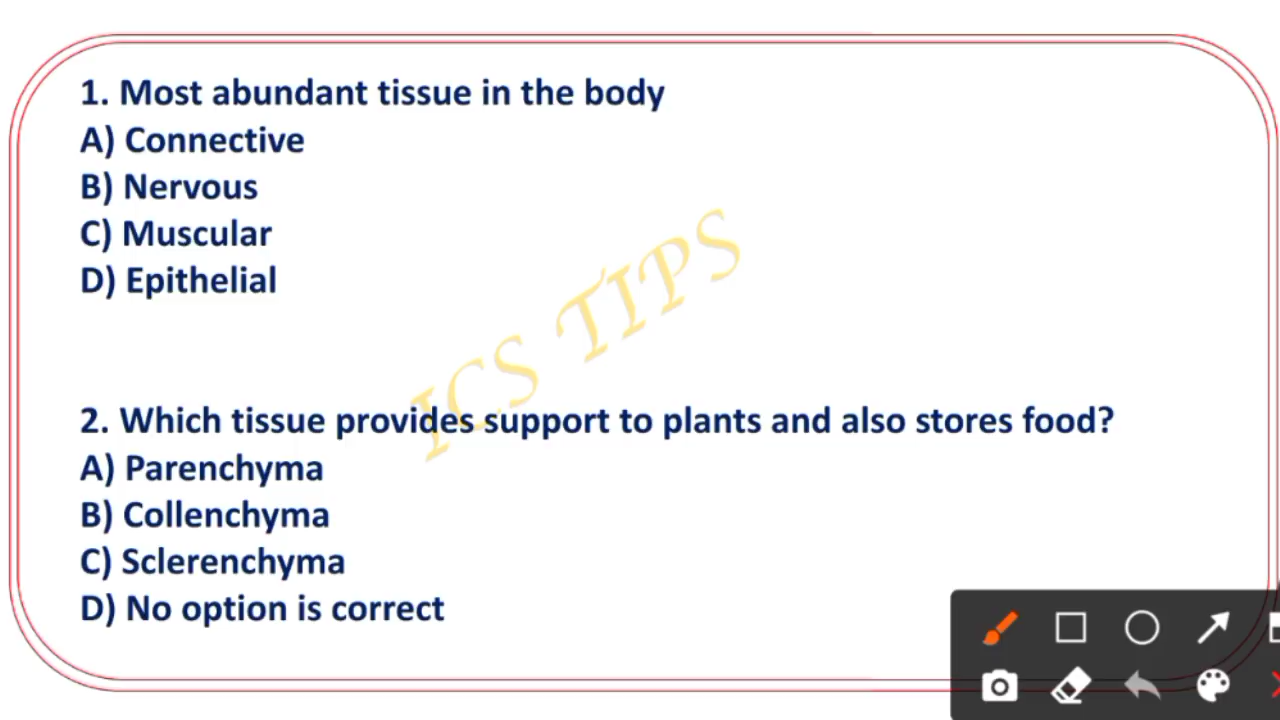 1. Most abundant tissue in the body
A) Connective
B) Nervous
C) Muscular
D) Epithelial
ICS TIPS
2. Which tissue provides support to plants and also stores food?
A) Parenchyma
B) Collenchyma
C) Sclerenchyma
D) No option is correct